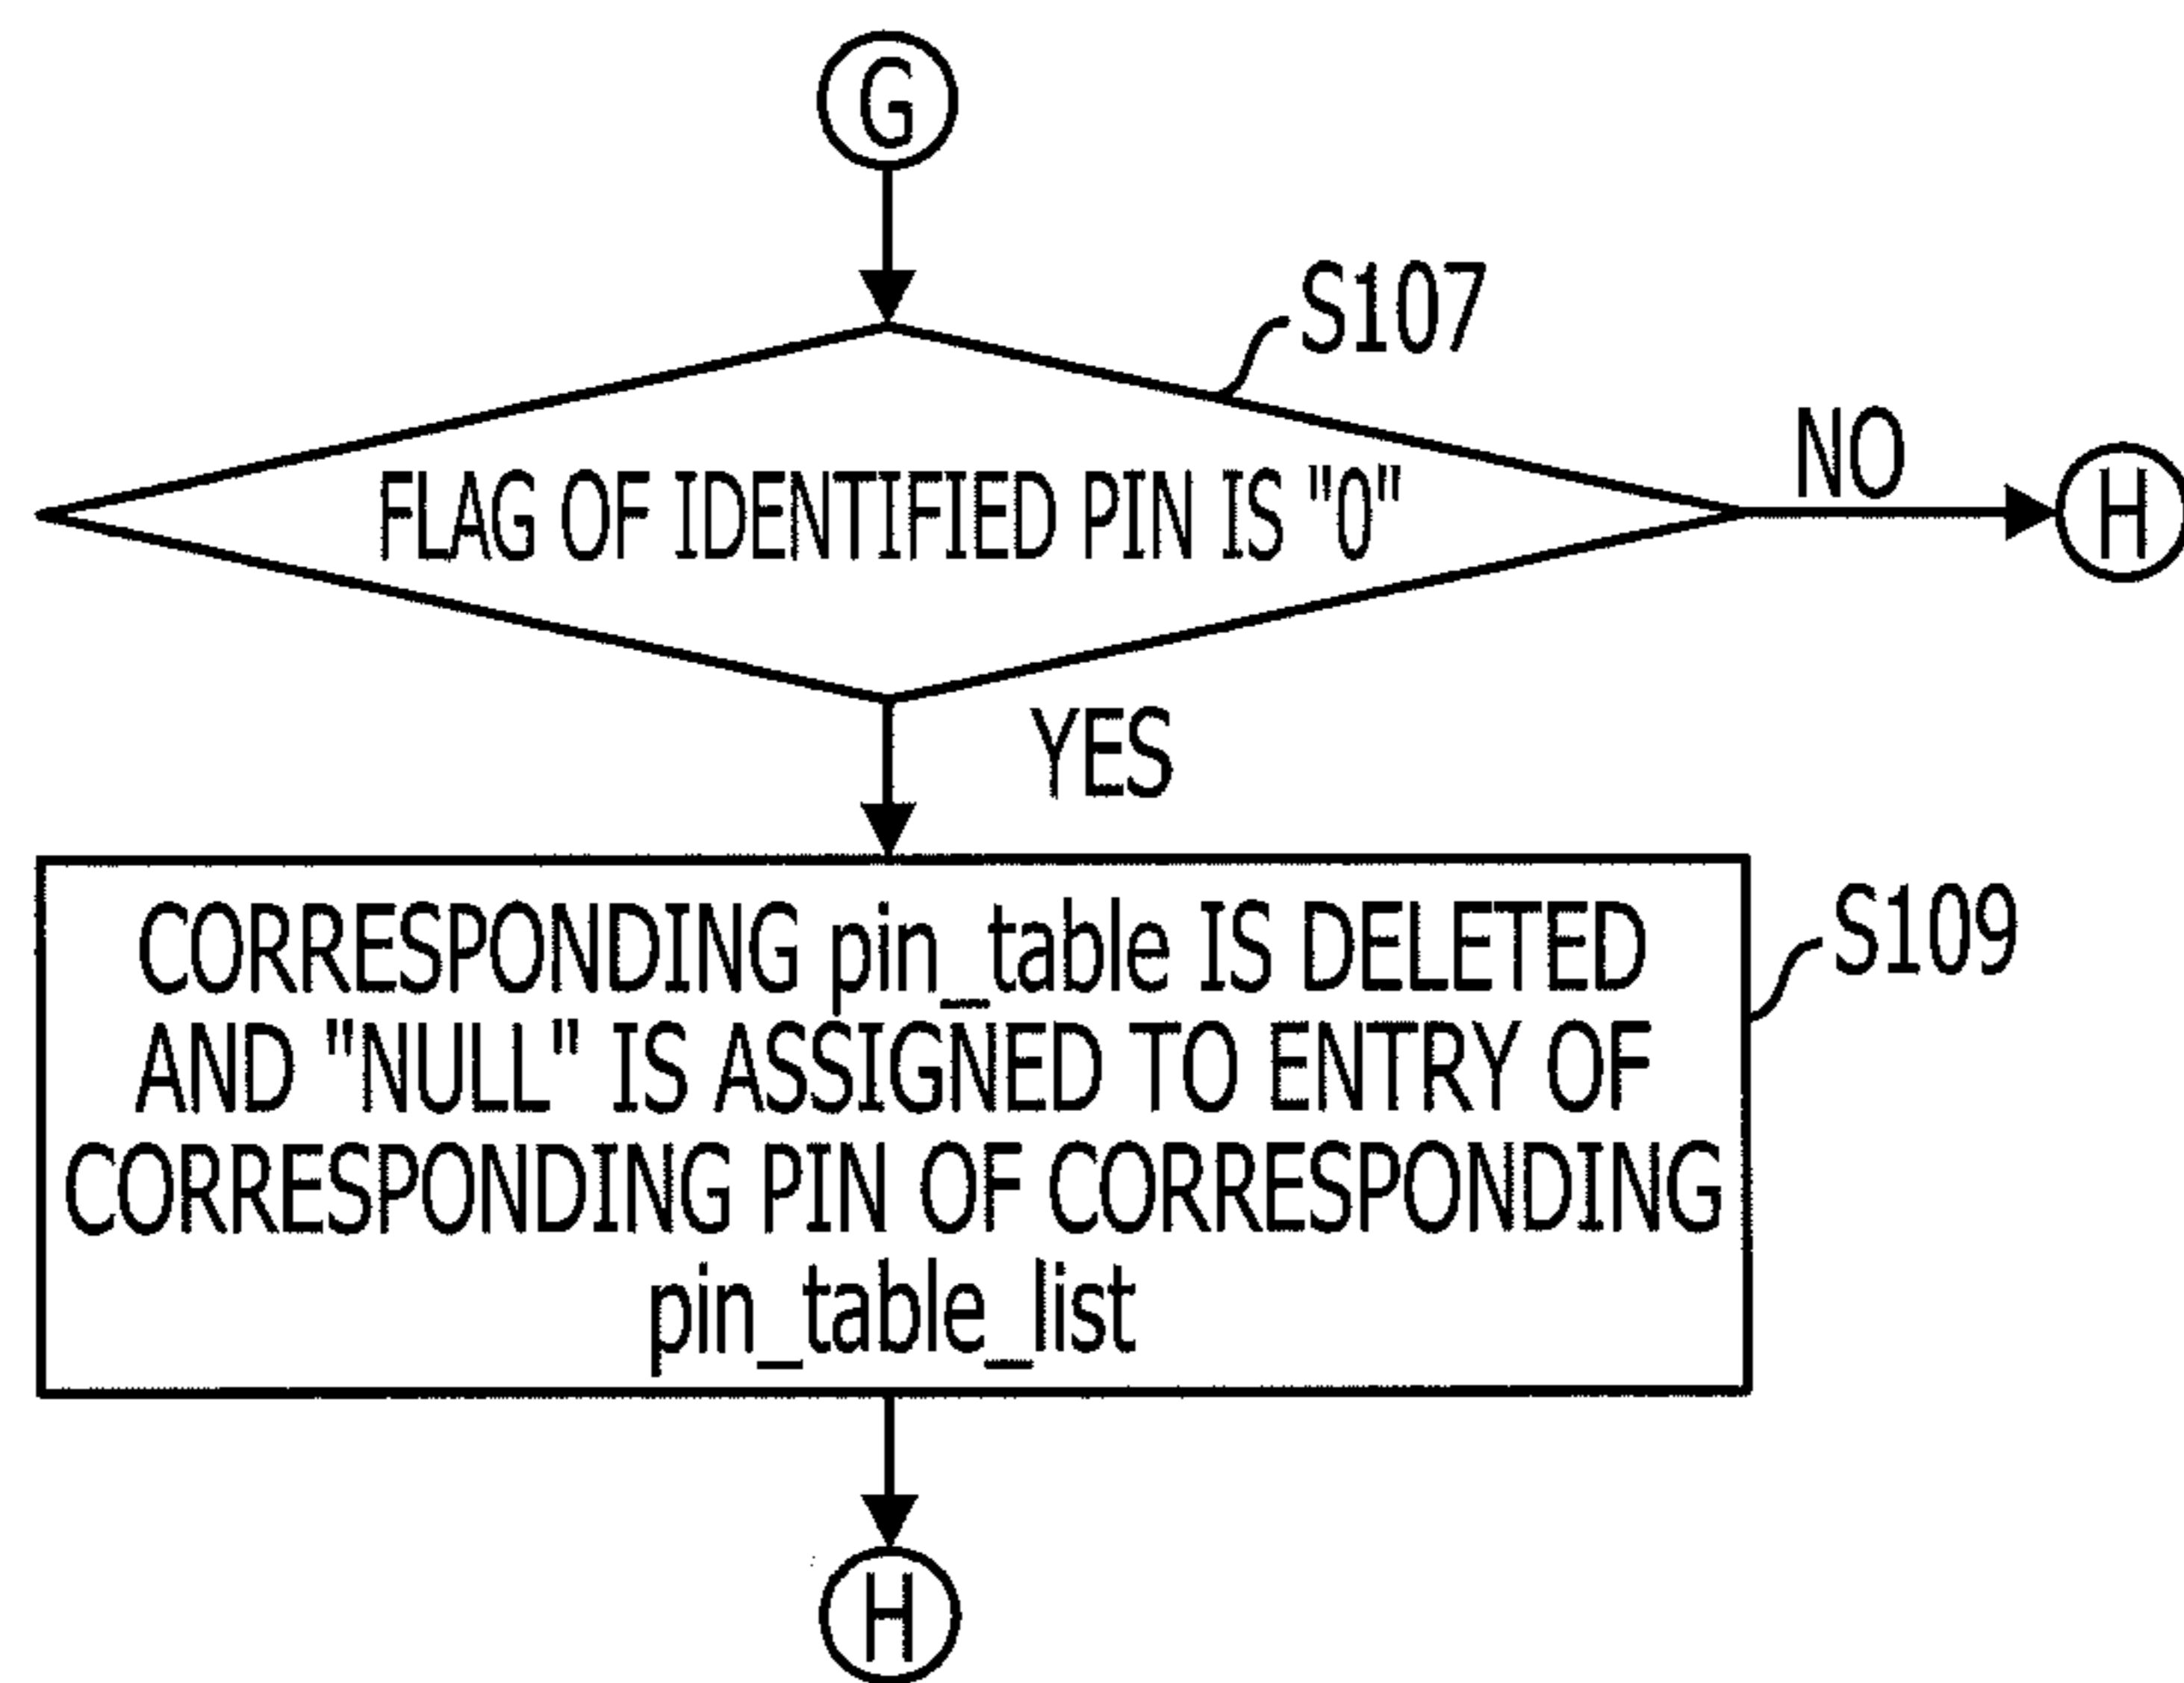 G
S107
FLAG OF IDENTIFIED PIN IS "0"
NO
H
YES
CORRESPONDING pin_table IS DELETED
AND "NULL" IS ASSIGNED TO ENTRY OF
CORRESPONDING PIN OF CORRESPONDING
pin_table_list
S109
H